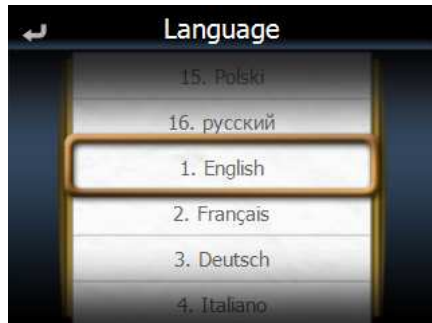 Language
15. Polski
16. русский
1. English
2. Français
3. Deutsch
4. Italiano